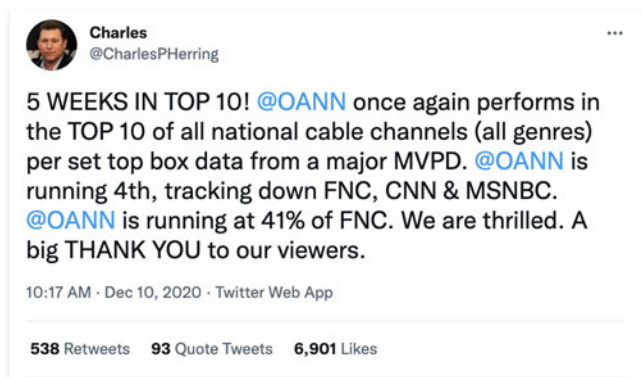 Charles
@CharlesPHerring
5 WEEKS IN TOP 10! @OANN once again performs in
the TOP 10 of all national cable channels (all genres)
per set top box data from a major MVPD. @OANN is
running 4th, tracking down FNC, CNN & MSNBC.
@OANN is running at 41% of FNC. We are thrilled. A
big THANK YOU to our viewers.
10:17 AM · Dec 10, 2020 · Twitter Web App
538 Retweets 93 Quote Tweets 6,901 Likes